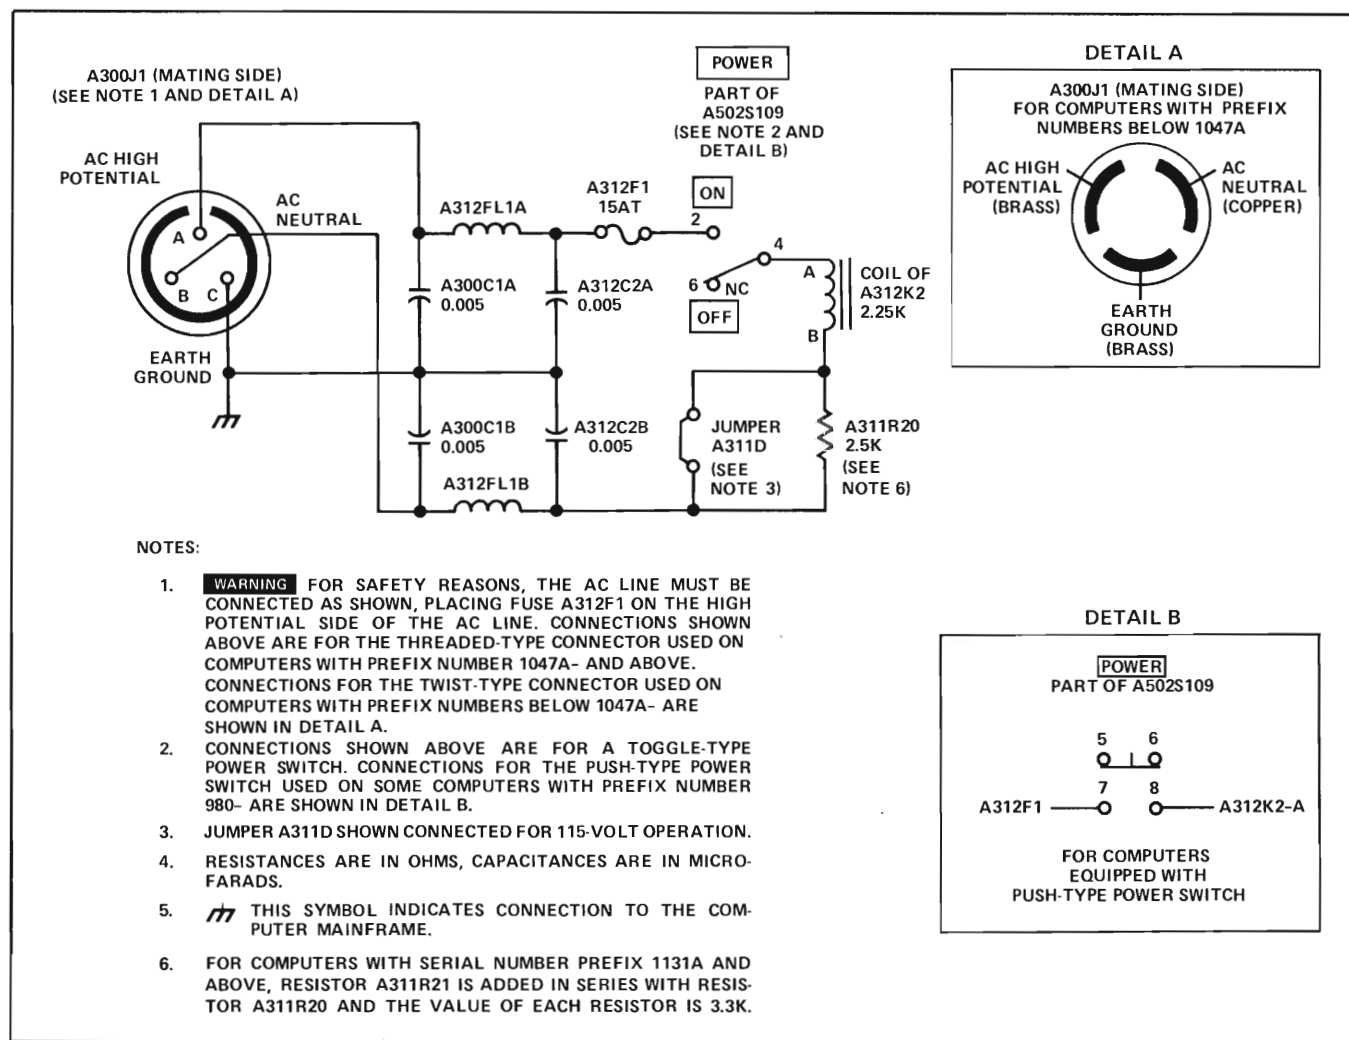 A300J1 (MATING SIDE)
(SEE NOTE 1 AND DETAIL A)
AC HIGH
POTENTIAL
AC
NEUTRAL
A
B
C
EARTH
GROUND
A312FL1A
A300C1A
0.005
A312C2A
0.005
A300C1B
0.005
A312C2B
0.005
A312FL1B
A312F1
15AT
POWER
PART OF
A502S109
(SEE NOTE 2 AND
DETAIL B)
ON
2
4
6
NC
OFF
A
B
COIL OF
A312K2
2.25K
JUMPER
A311D
(SEE
NOTE 3)
A311R20
2.5K
(SEE
NOTE 6)
DETAIL A
A300J1 (MATING SIDE)
FOR COMPUTERS WITH PREFIX
NUMBERS BELOW 1047A
AC HIGH
POTENTIAL
(BRASS)
AC
NEUTRAL
(COPPER)
EARTH
GROUND
(BRASS)
NOTES:
1. WARNING FOR SAFETY REASONS, THE AC LINE MUST BE
CONNECTED AS SHOWN, PLACING FUSE A312F1 ON THE HIGH
POTENTIAL SIDE OF THE AC LINE. CONNECTIONS SHOWN
ABOVE ARE FOR THE THREADED-TYPE CONNECTOR USED ON
COMPUTERS WITH PREFIX NUMBER 1047A- AND ABOVE.
CONNECTIONS FOR THE TWIST-TYPE CONNECTOR USED ON
COMPUTERS WITH PREFIX NUMBERS BELOW 1047A- ARE
SHOWN IN DETAIL A.
2. CONNECTIONS SHOWN ABOVE ARE FOR A TOGGLE-TYPE
POWER SWITCH. CONNECTIONS FOR THE PUSH-TYPE POWER
SWITCH USED ON SOME COMPUTERS WITH PREFIX NUMBER
980- ARE SHOWN IN DETAIL B.
3. JUMPER A311D SHOWN CONNECTED FOR 115-VOLT OPERATION.
4. RESISTANCES ARE IN OHMS, CAPACITANCES ARE IN MICRO-
FARADS.
5. THIS SYMBOL INDICATES CONNECTION TO THE COM-
PUTER MAINFRAME.
6. FOR COMPUTERS WITH SERIAL NUMBER PREFIX 1131A AND
ABOVE, RESISTOR A311R21 IS ADDED IN SERIES WITH RESIS-
TOR A311R20 AND THE VALUE OF EACH RESISTOR IS 3.3K.
DETAIL B
POWER
PART OF A502S109
5 6
7 8
A312F1
A312K2-A
FOR COMPUTERS
EQUIPPED WITH
PUSH-TYPE POWER SWITCH